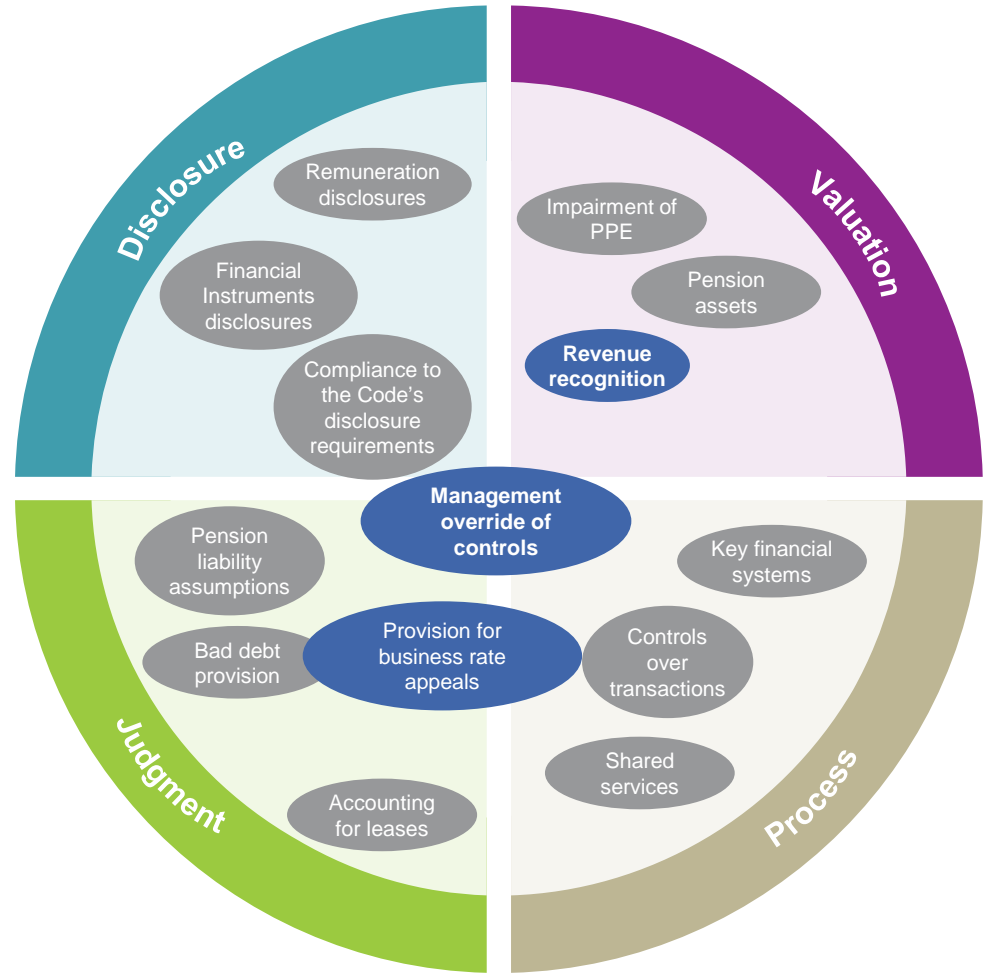 Disclosure
Remuneration
disclosures
Financial
Instruments
disclosures
Compliance to
the Code's
disclosure
requirements
Valuation
Impairment of
PPE
Pension
assets
Revenue
recognition
Management
override of
controls
Judgment
Pension
liability
assumptions
Bad debt
provision
Provision for
business rate
appeals
Accounting
for leases
Process
Key financial
systems
Controls
over
transactions
Shared
services